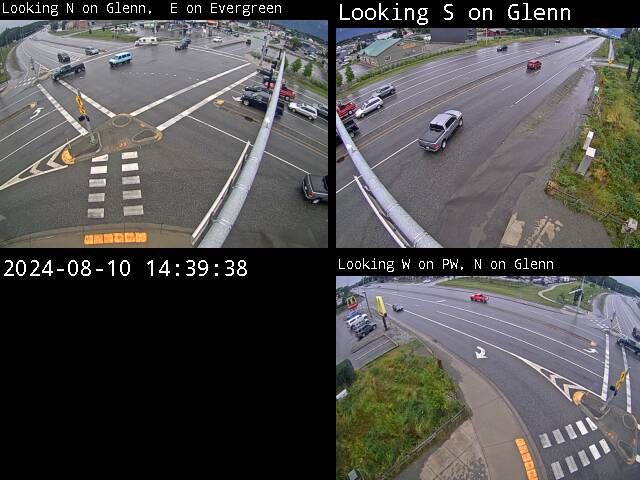 Looking N on Glenn, E on Evergreen
Looking S on Glenn
2024-08-10 14:39:38
Looking W on PW, N on Glenn